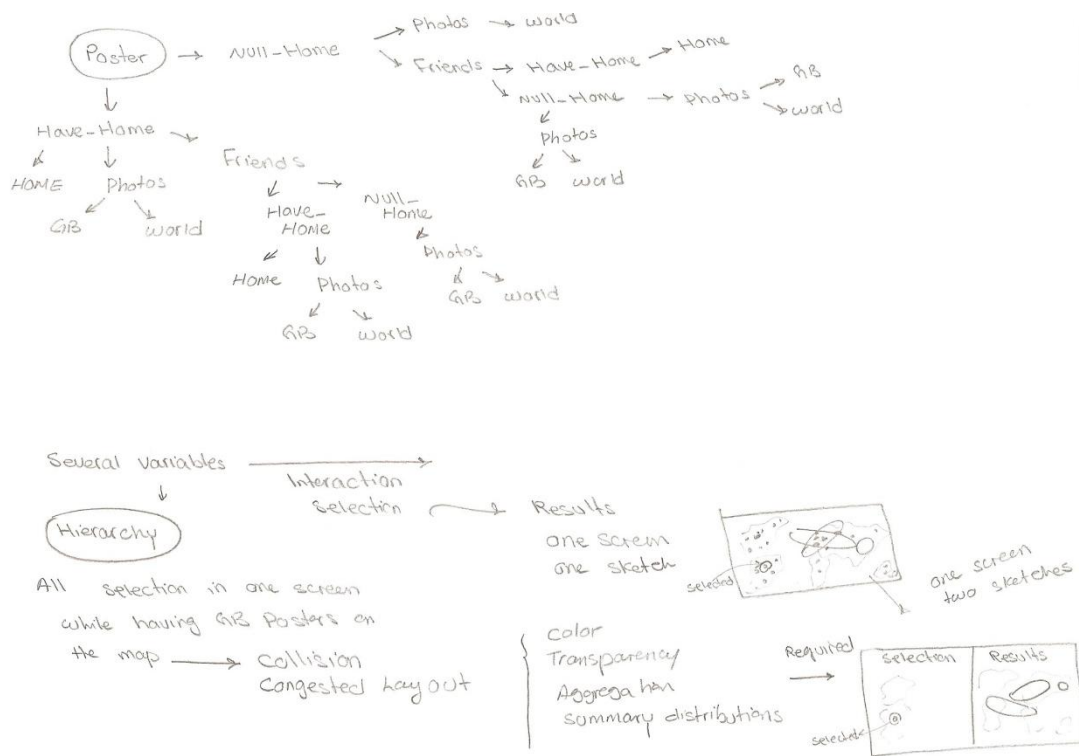 Poster
Null-Home
Photos
world
Friends
Have-Home
Home
Null-Home
Photos
GB
world
Photos
GB
world
Have-Home
HOME
Photos
GB
world
Friends
Have-
Home
Null-
Home
Home
Photos
GB
world
Photos
GB
world
Several variables
Interaction
Selection
Hierarchy
All selection in one screen
while having GB Posters on
the map
Collision
Congested Layout
Results
one screen
one sketch
selected
one screen
two sketches
Color
Transparency
Aggregation
summary distributions
Required
Selection
Results
selected